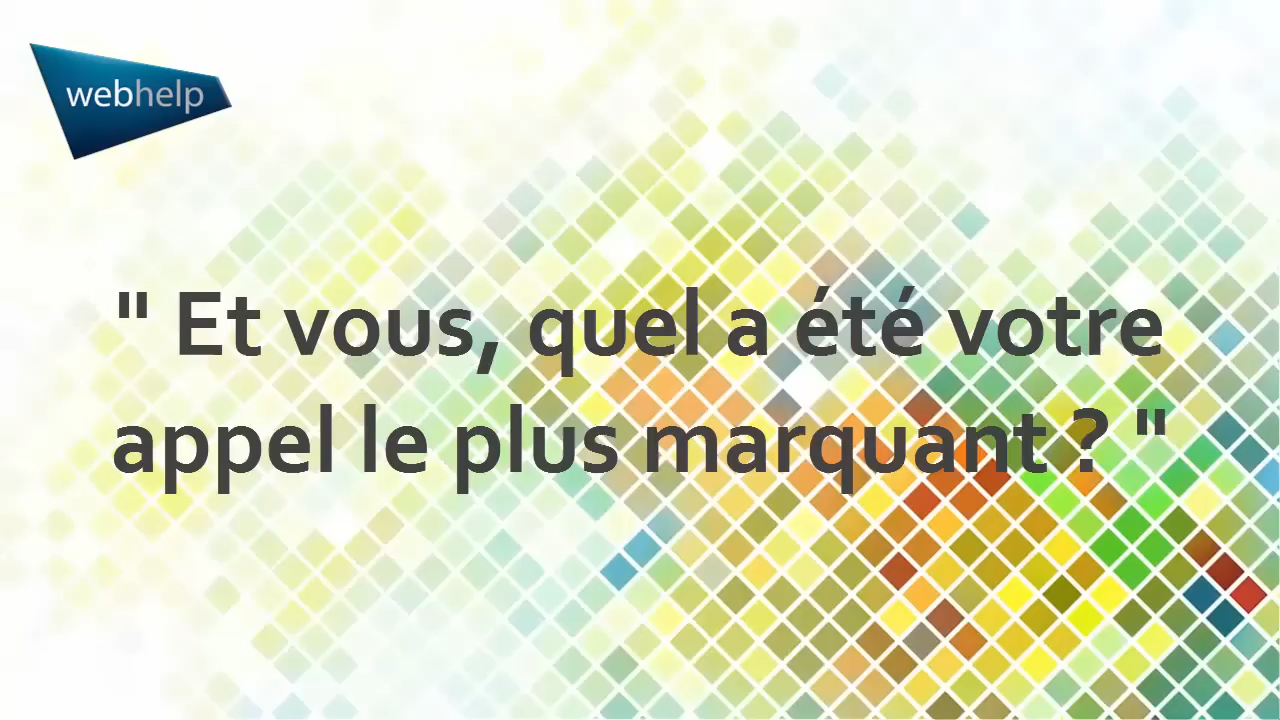 webhelp
" Et vous, quel a été votre
appel le plus marquant ? "